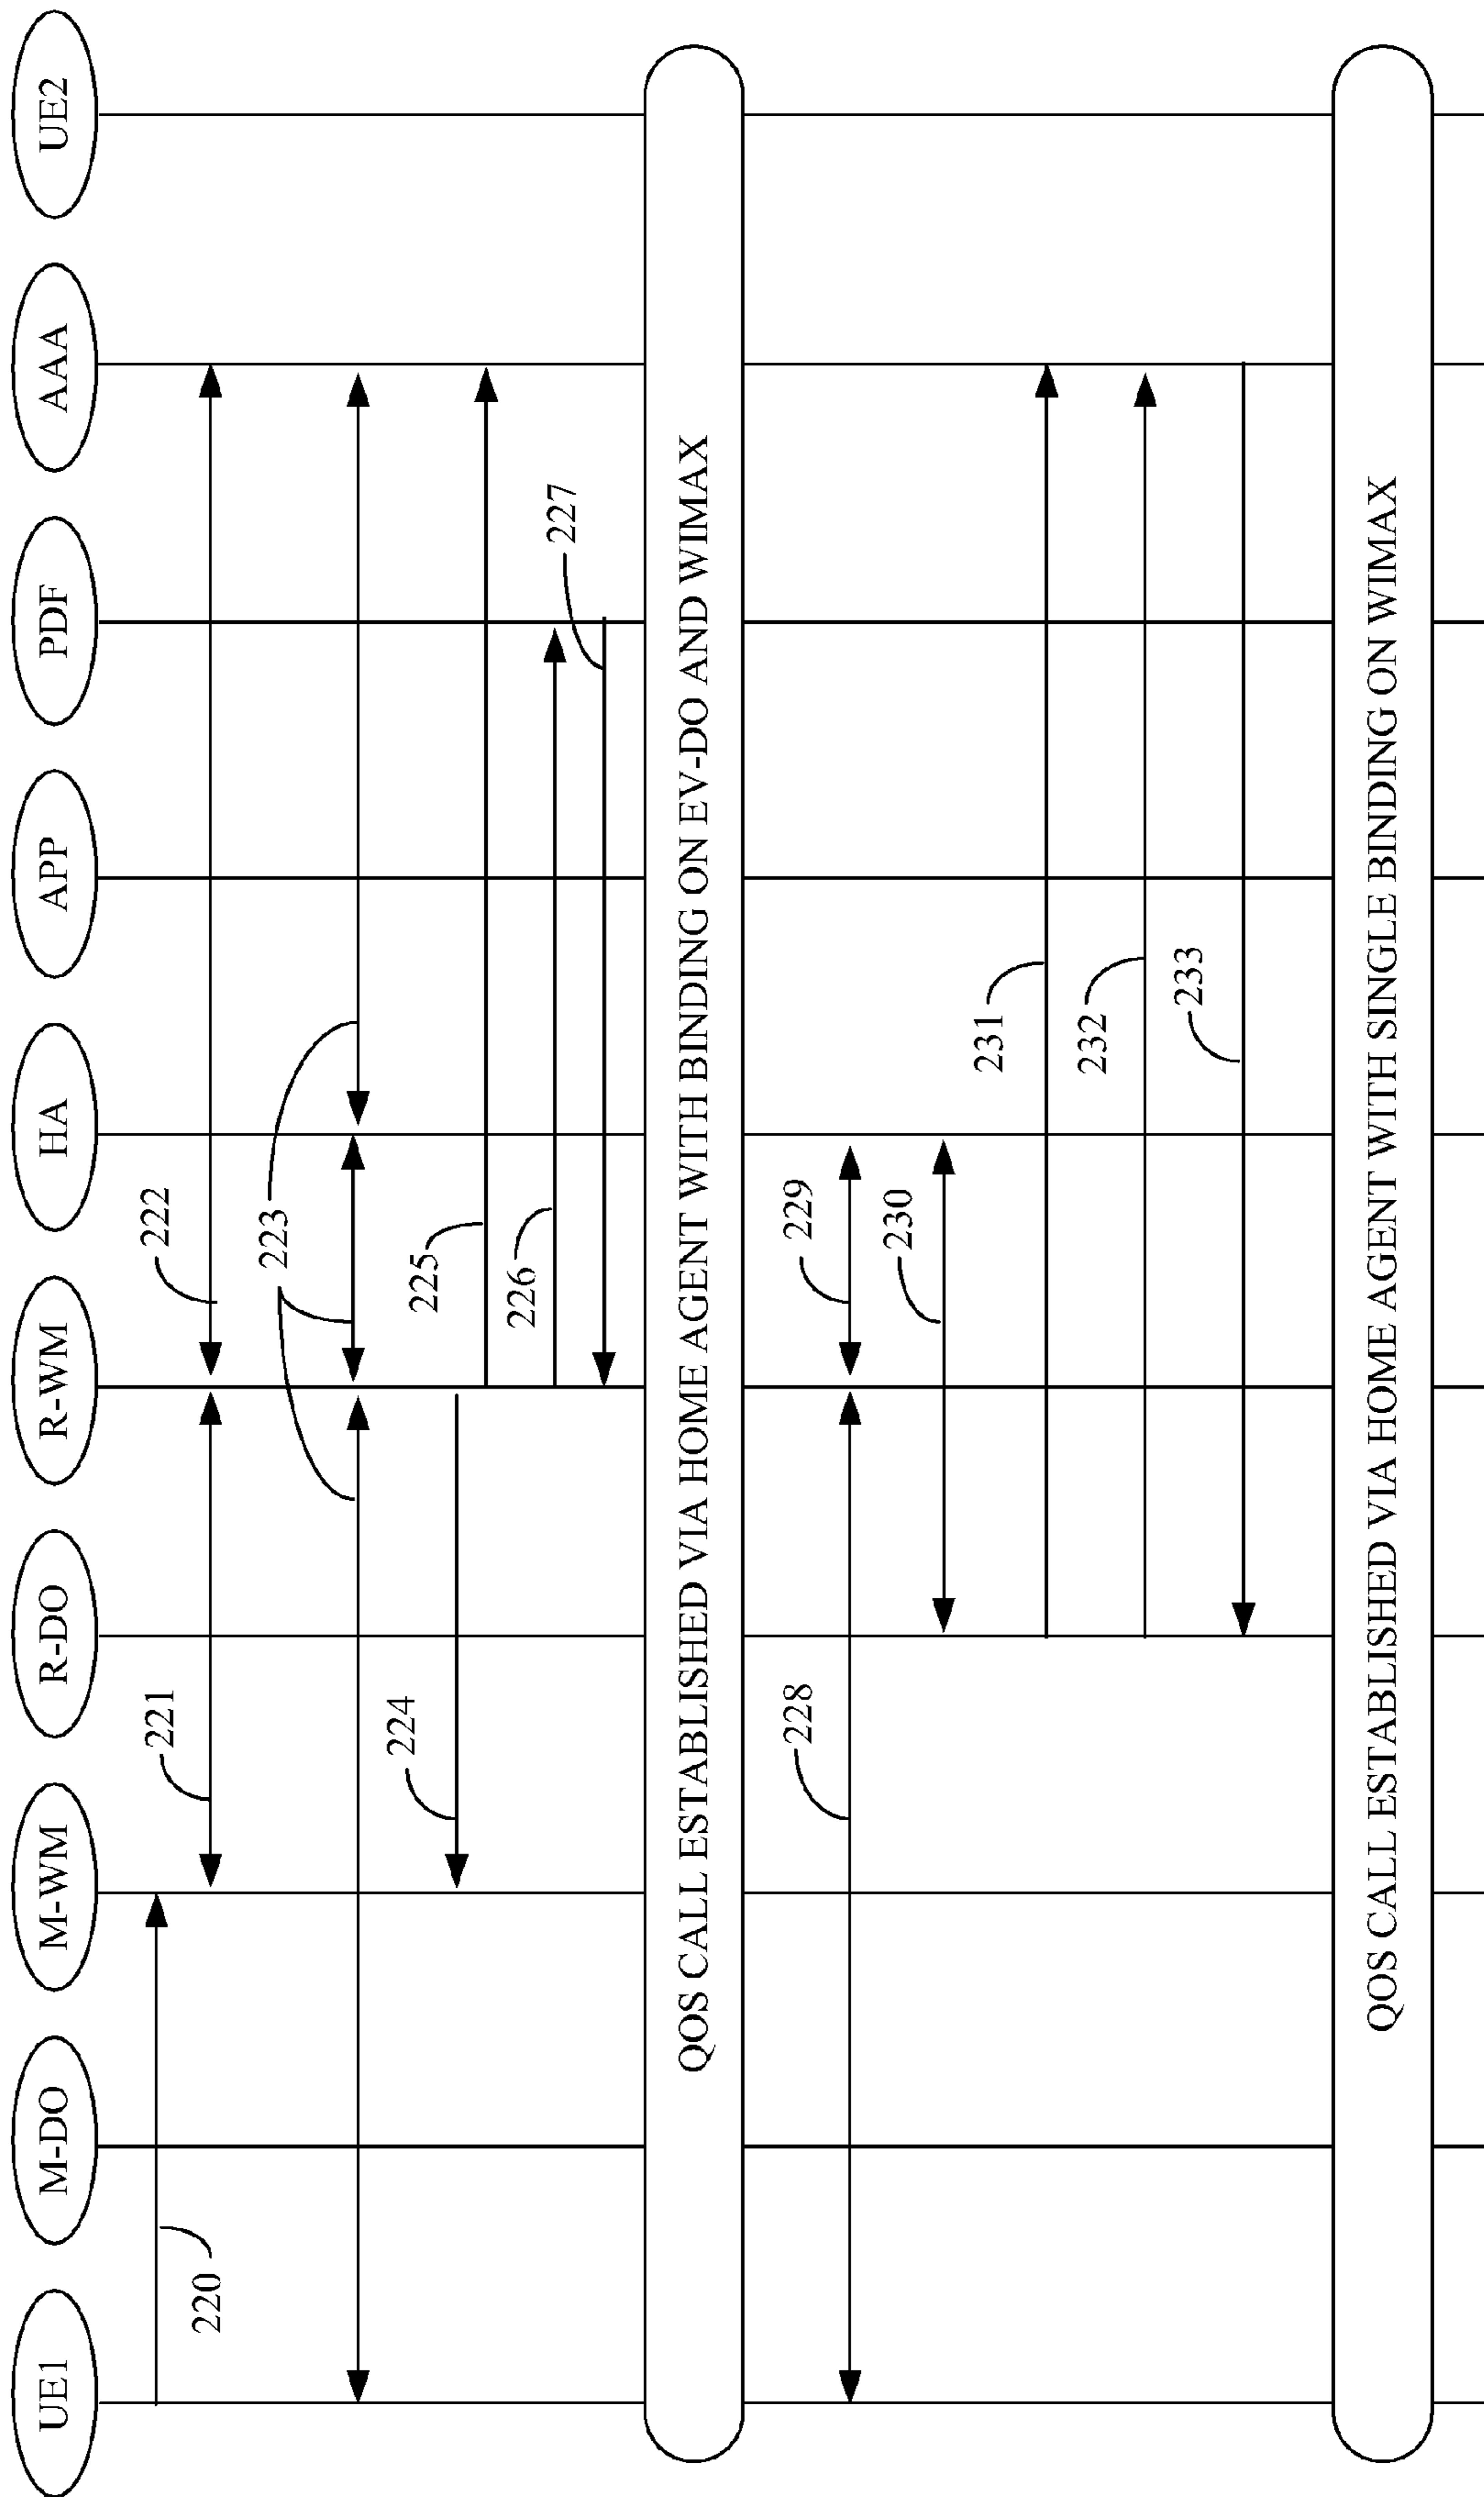 UE1
M-DO
M-WM
R-DO
R-WM
HA
APP
PDF
AAA
UE2
220
221
222
223
224
225
226
227
QOS CALL ESTABLISHED VIA HOME AGENT WITH BINDING ON EV-DO AND WIMAX
228
229
230
231
232
233
QOS CALL ESTABLISHED VIA HOME AGENT WITH SINGLE BINDING ON WIMAX